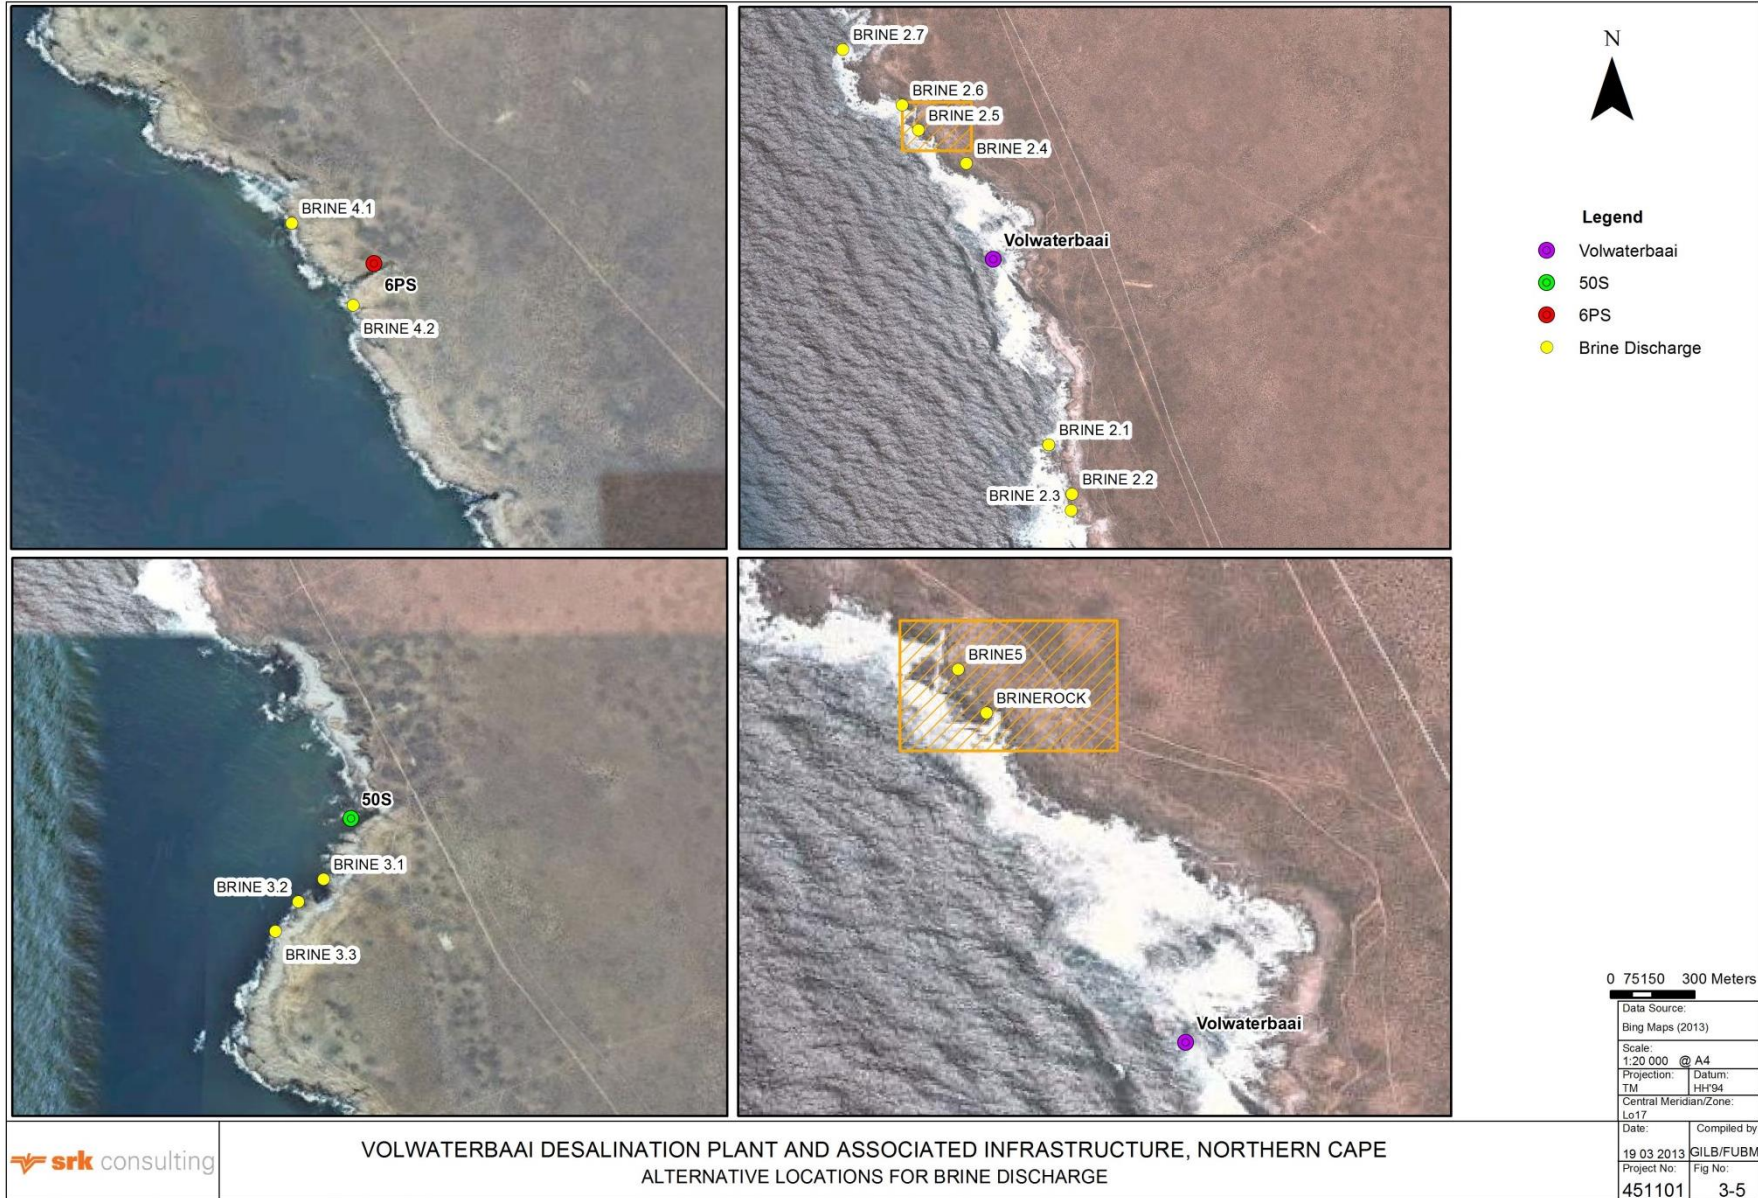 BRINE 4.1
6PS
BRINE 4.2
BRINE 2.7
BRINE 2.6
BRINE 2.5
BRINE 2.4
Volwaterbaai
BRINE 2.1
BRINE 2.2
BRINE 2.3
50S
BRINE 3.1
BRINE 3.2
BRINE 3.3
BRINE5
BRINEROCK
Volwaterbaai
N
Legend
Volwaterbaai
50S
6PS
Brine Discharge
0 75150 300 Meters
Data Source:
Bing Maps (2013)
Scale:
1:20 000 @ A4
Projection: Datum:
TM HH'94
Central Meridian/Zone:
Lo17
Date: Compiled by
19 03 2013 GILB/FUBM
Project No: Fig No:
451101 3-5
srk consulting
VOLWATERBAAI DESALINATION PLANT AND ASSOCIATED INFRASTRUCTURE, NORTHERN CAPE
ALTERNATIVE LOCATIONS FOR BRINE DISCHARGE